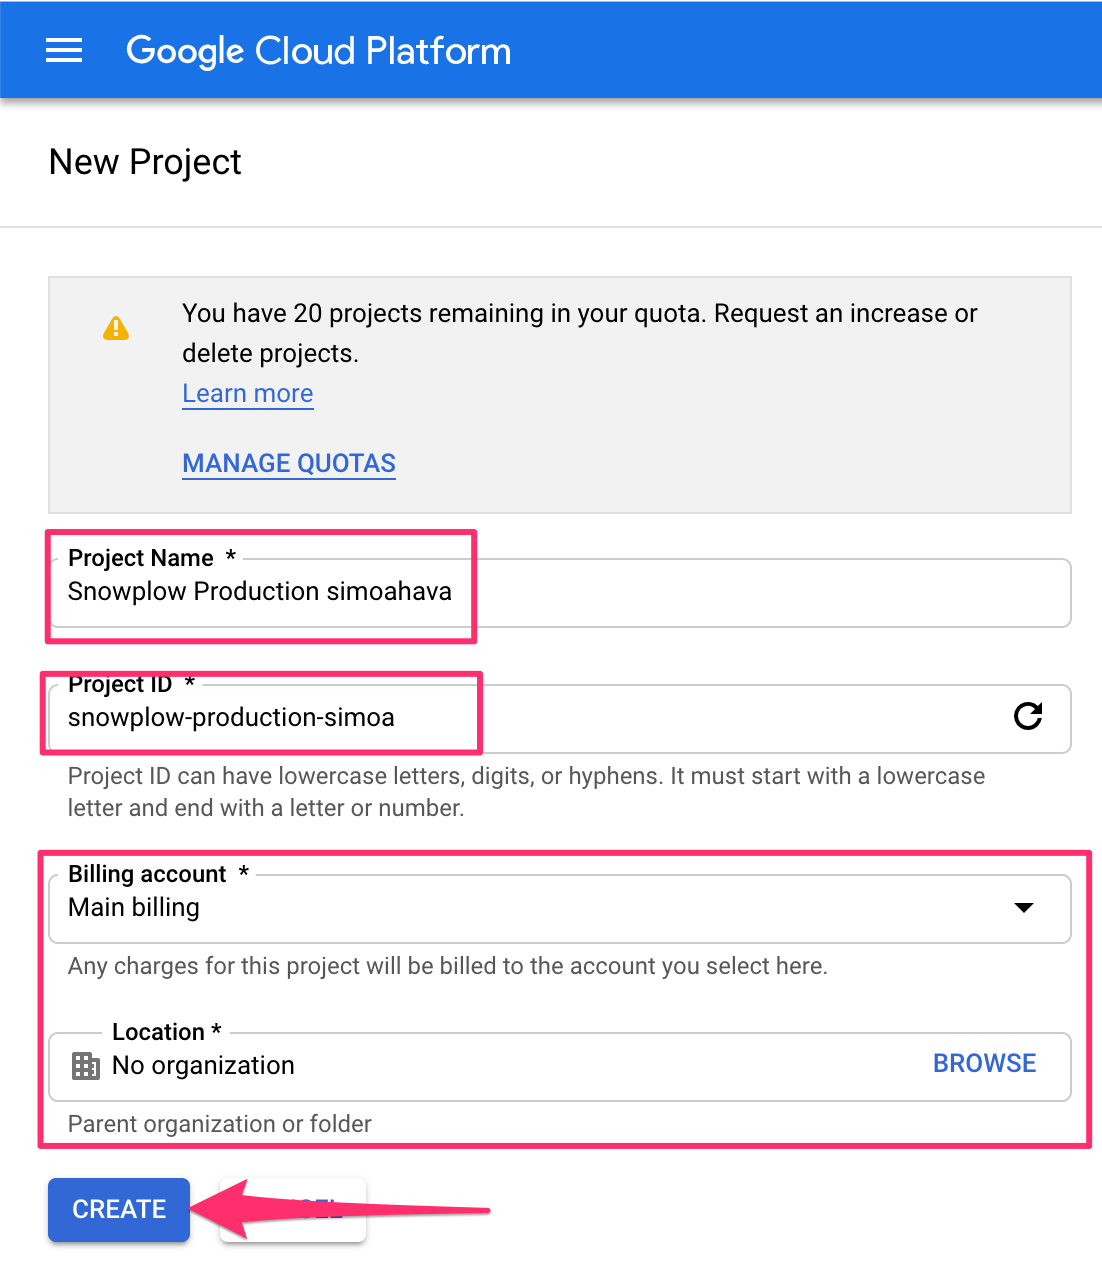 Google Cloud Platform
New Project
You have 20 projects remaining in your quota. Request an increase or
delete projects.
Learn more
MANAGE QUOTAS
Project Name *
Snowplow Production simoahava
Project ID *
snowplow-production-simoa
Project ID can have lowercase letters, digits, or hyphens. It must start with a lowercase
letter and end with a letter or number.
Billing account *
Main billing
Any charges for this project will be billed to the account you select here.
Location *
No organization
BROWSE
Parent organization or folder
CREATE